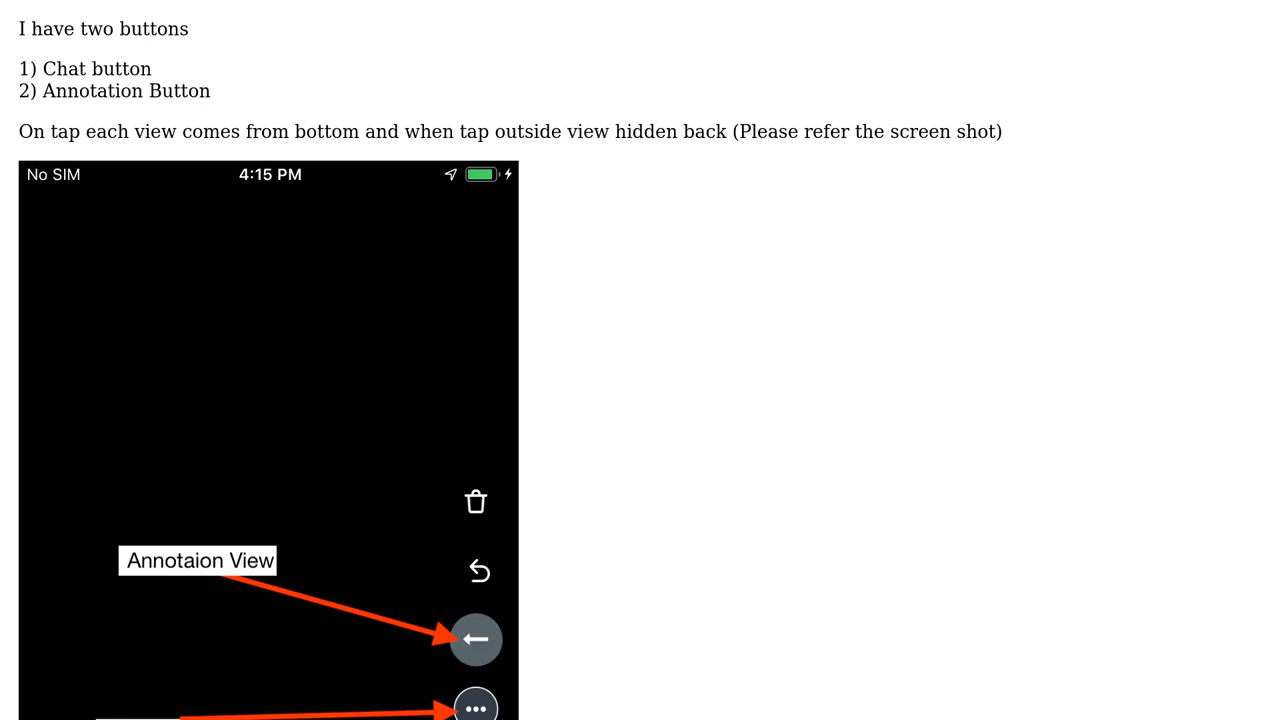 I have two buttons
1) Chat button
2) Annotation Button
On tap each view comes from bottom and when tap outside view hidden back (Please refer the screen shot)
No SIM
4:15 PM
Annotaion View